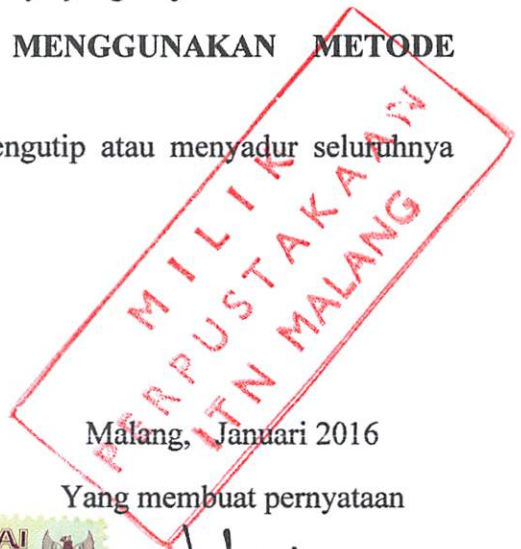 MENGGUNAKAN METODE
engutip atau menyadur seluruhnya
MILIK
PERPUSTAKAAN
ITN MALANG
Malang, Januari 2016
Yang membuat pernyataan
AI